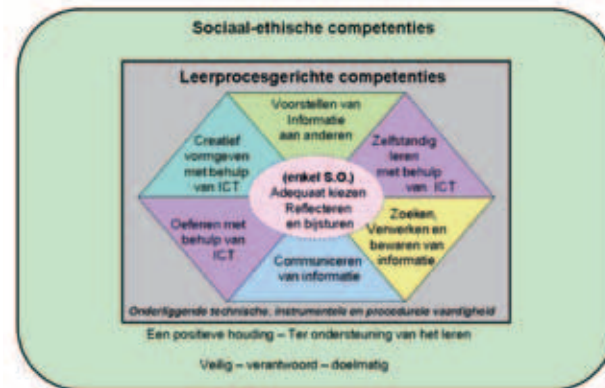 Sociaal-ethische competenties
Leerprocesgerichte competenties
Voorstellen van
Informatie
aan anderen
Creatief
vormgeven
met behulp
van ICT
Zelfstandig
leren
met behulp
van ICT
(enkel S.O.)
Adequaat kiezen
Reflecteren
en bijsturen
Oefenen met
behulp van
ICT
Zoeken,
Verwerken en
bewaren van
informatie
Communiceren
van informatie
Onderliggende technische, instrumentele en procedurele vaardigheid
Een positieve houding – Ter ondersteuning van het leren
Veilig – verantwoord – doelmatig